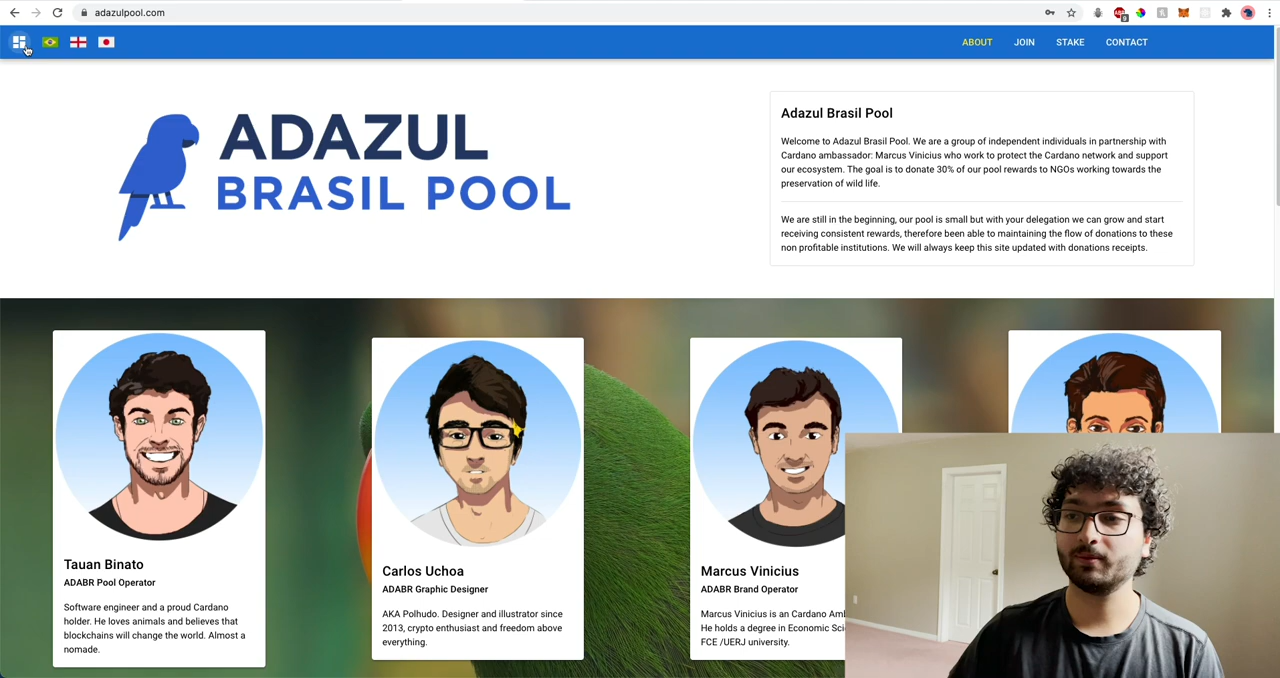 adazulpool.com
ABOUT JOIN STAKE CONTACT
ADAZUL
BRASIL POOL
Adazul Brasil Pool
Welcome to Adazul Brasil Pool. We are a group of independent individuals in partnership with
Cardano ambassador: Marcus Vinicius who work to protect the Cardano network and support
our ecosystem. The goal is to donate 30% of our pool rewards to NGOs working towards the
preservation of wild life.
We are still in the beginning, our pool is small but with your delegation we can grow and start
receiving consistent rewards, therefore been able to maintaining the flow of donations to these
non profitable institutions. We will always keep this site updated with donations receipts.
Tauan Binato
ADABR Pool Operator
Software engineer and a proud Cardano
holder. He loves animals and believes that
blockchains will change the world. Almost a
nomade.
Carlos Uchoa
ADABR Graphic Designer
AKA Polhudo. Designer and illustrator since
2013, crypto enthusiast and freedom above
everything.
Marcus Vinicius
ADABR Brand Operator
Marcus Vinicius is an Cardano Am
He holds a degree in Economic Sci
FCE /UERJ university.